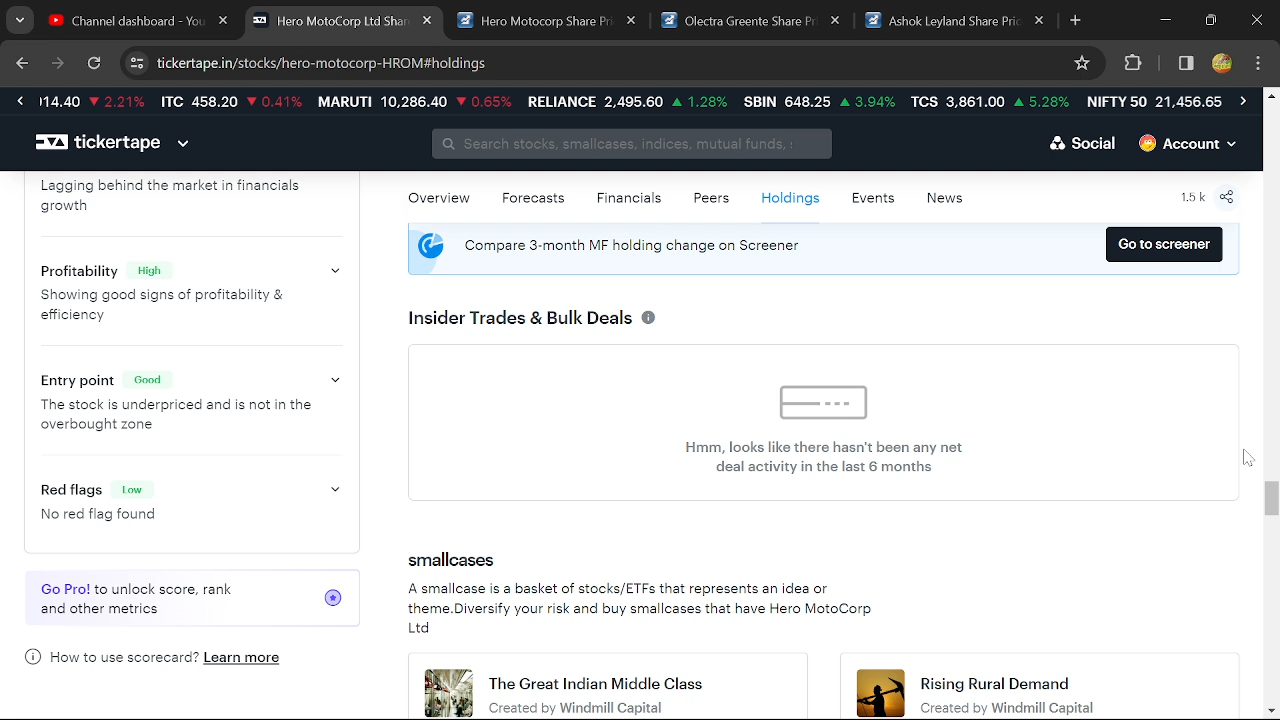 Channel dashboard - You
Hero MotoCorp Ltd Shar
Hero Motocorp Share Pri
Olectra Greente Share Pr
Ashok Leyland Share Pric
tickertape.in/stocks/hero-motocorp-HROM#holdings
14.40 ▼ 2.21% ITC 458.20 ▼ 0.41% MARUTI 10,286.40 ▼ 0.65% RELIANCE 2,495.60 ▲ 1.28% SBIN 648.25 ▲ 3.94% TCS 3,861.00 ▲ 5.28% NIFTY 50 21,456.65
tickertape
Search stocks, smallcases, indices, mutual funds, :
Social
Account
Lagging behind the market in financials
growth
Profitability High
Showing good signs of profitability &
efficiency
Entry point Good
The stock is underpriced and is not in the
overbought zone
Red flags Low
No red flag found
Go Pro! to unlock score, rank
and other metrics
How to use scorecard? Learn more
Overview Forecasts Financials Peers Holdings Events News 1.5 k
Compare 3-month MF holding change on Screener
Go to screener
Insider Trades & Bulk Deals
Hmm, looks like there hasn't been any net
deal activity in the last 6 months
smallcases
A smallcase is a basket of stocks/ETFs that represents an idea or
theme.Diversify your risk and buy smallcases that have Hero MotoCorp
Ltd
The Great Indian Middle Class
Created by Windmill Capital
Rising Rural Demand
Created by Windmill Capital